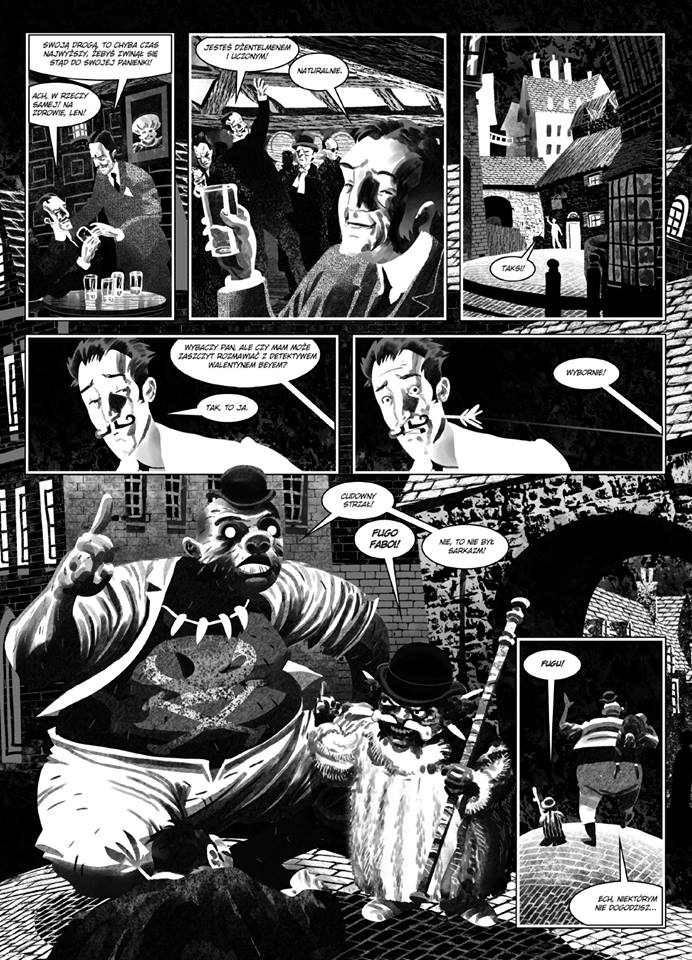 SWOJĄ DROGĄ, TO CHYBA CZAS
NAJWYŻSZY, ŻEBYŚ ZWINĄŁ SIĘ
STĄD DO SWOJEJ PANIENKI!
ACH, W RZECZY
SAMEJ! NA
ZDROWIE, LEN!
JESTEŚ DŻENTELMENEM
I UCZONYM!
NATURALNIE.
TAKSI!
WYBACZY PAN, ALE CZY MAM MOŻE
ZASZCZYT ROZMAWIAĆ Z DETEKTYWEM
WALENTYNEM BEYEM?
TAK, TO JA.
WYBORNIE!
CUDOWNY
STRZAŁ!
FUGO
FABOI!
NIE, TO NIE BYŁ
SARKAZM!
FUGU!
ECH, NIEKTÓRYM
NIE DOGODZISZ...